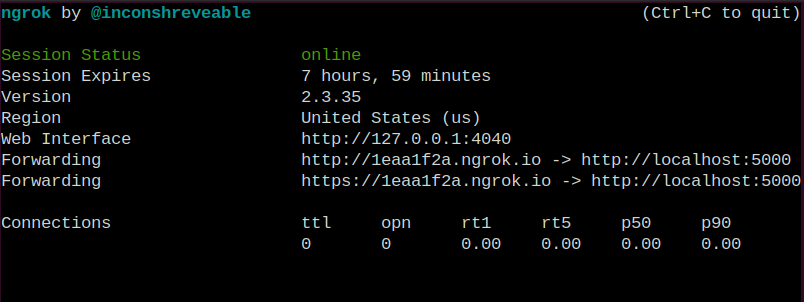 ngrok by @inconshreveable (Ctrl+C to quit)
Session Status online
Session Expires 7 hours, 59 minutes
Version 2.3.35
Region United States (us)
Web Interface http://127.0.0.1:4040
Forwarding http://1eaa1f2a.ngrok.io -> http://localhost:5000
Forwarding https://1eaa1f2a.ngrok.io -> http://localhost:5000
Connections ttl opn rt1 rt5 p50 p90
0 0 0.00 0.00 0.00 0.00